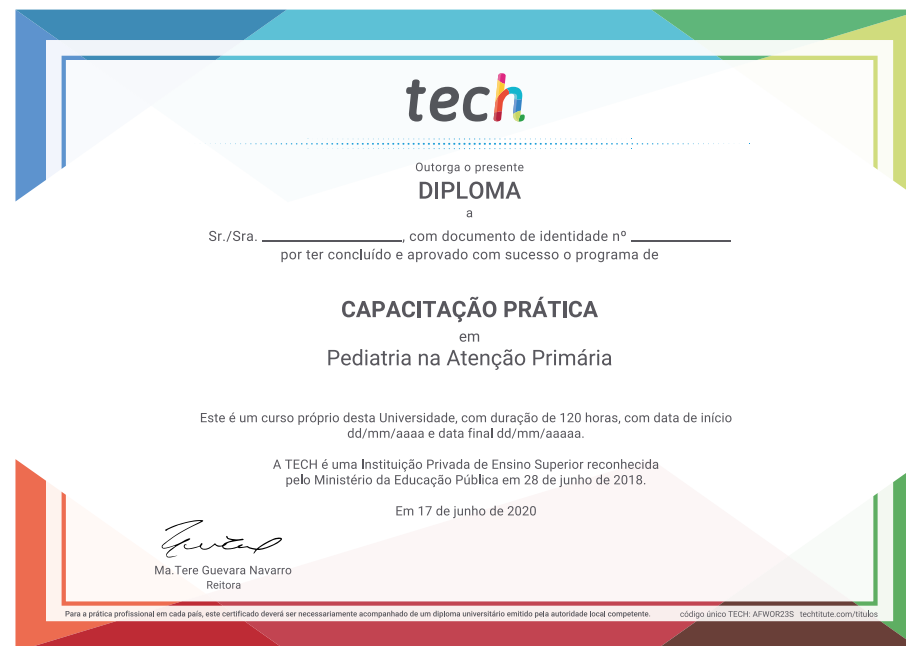 tech
Outorga o presente
DIPLOMA
a
Sr./Sra. ____________________, com documento de identidade nº ______________
por ter concluído e aprovado com sucesso o programa de
CAPACITAÇÃO PRÁTICA
em
Pediatria na Atenção Primária
Este é um curso próprio desta Universidade, com duração de 120 horas, com data de início
dd/mm/aaaa e data final dd/mm/aaaaa.
A TECH é uma Instituição Privada de Ensino Superior reconhecida
pelo Ministério da Educação Pública em 28 de junho de 2018.
Em 17 de junho de 2020
Ma.Tere Guevara Navarro
Reitora
Para a prática profissional em cada país, este certificado deverá ser necessariamente acompanhado de um diploma universitário emitido pela autoridade local competente. código único TECH: AFWOR23S techtitute.com/titulos